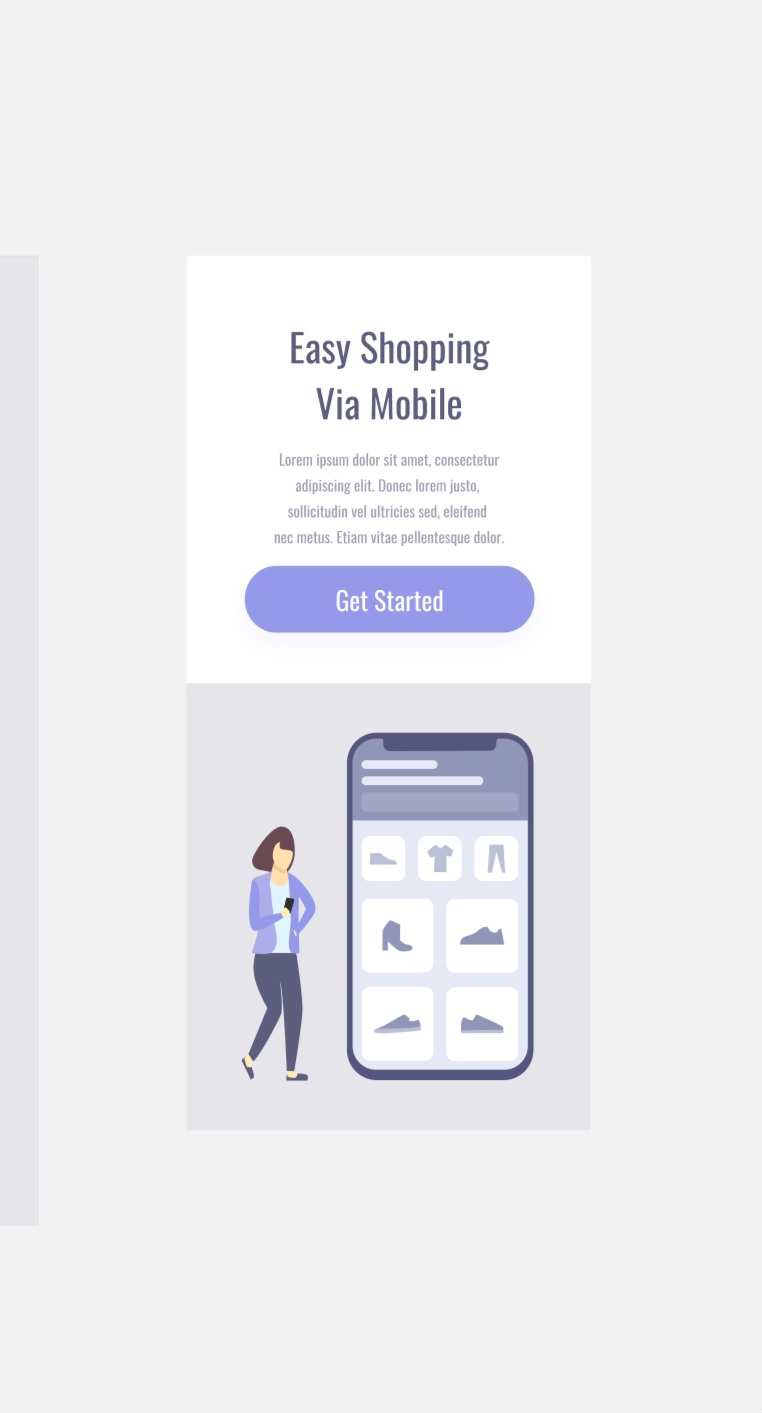 Easy Shopping
Via Mobile
Lorem ipsum dolor sit amet, consectetur
adipiscing elit. Donec lorem justo,
sollicitudin vel ultricies sed, eleifend
nec metus. Etiam vitae pellentesque dolor.
Get Started